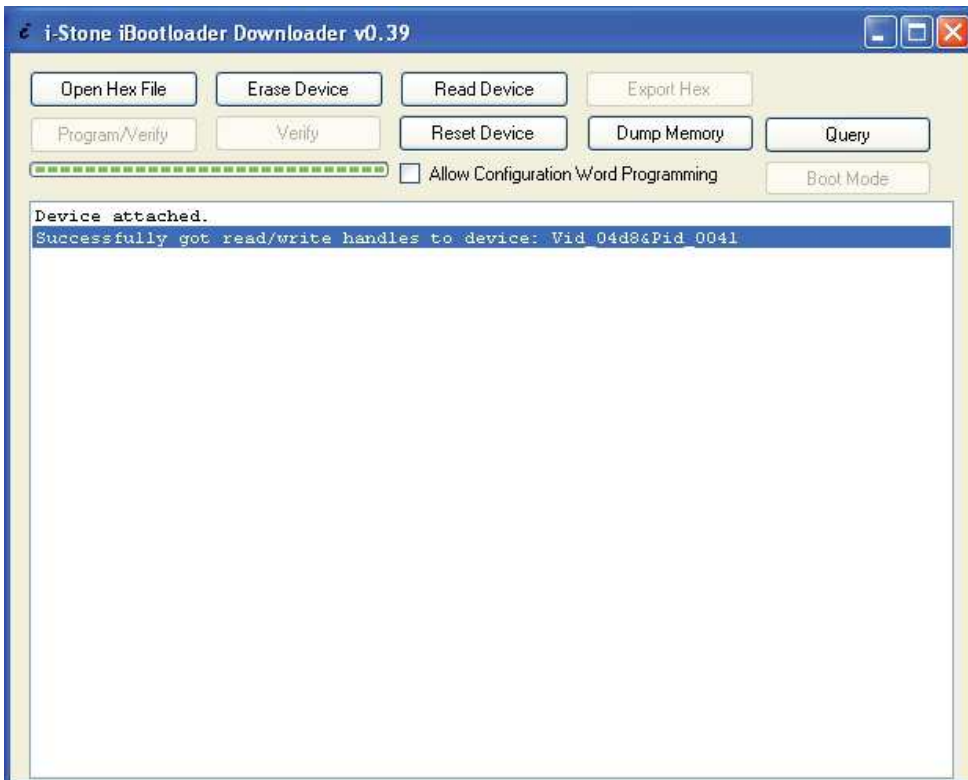 i-Stone iBootloader Downloader v0.39
Open Hex File Erase Device Read Device Export Hex
Program/Verify Verify Reset Device Dump Memory Query
Allow Configuration Word Programming Boot Mode
Device attached.
Successfully got read/write handles to device: Vid_04d8&Pid_0041